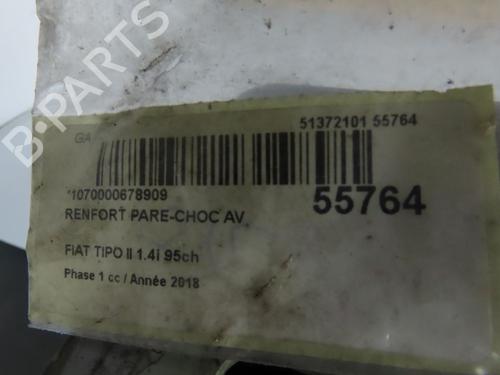 B-PARTS
GA
51372101 55764
*1070000678909
55764
RENFORT PARE-CHOC AV
FIAT TIPO II 1.4i 95ch
Phase 1 cc / Année 2018